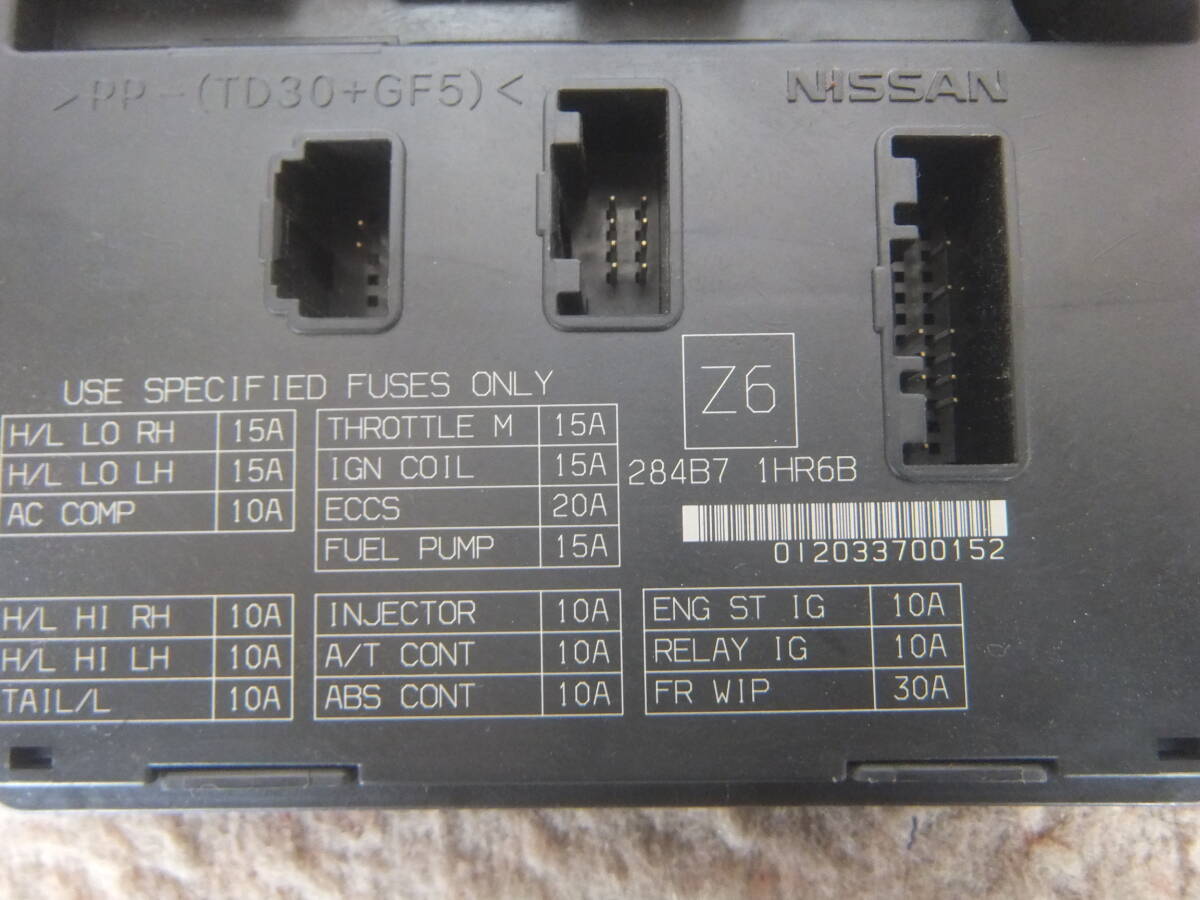 >PP-(TD30+GF5)<
NISSAN
Z6
USE SPECIFIED FUSES ONLY
H/L LO RH 15A
H/L LO LH 15A
AC COMP 10A
THROTTLE M 15A
IGN COIL 15A
ECCS 20A
FUEL PUMP 15A
284B7 1HR6B
012033700152
H/L HI RH 10A
H/L HI LH 10A
TAIL/L 10A
INJECTOR 10A
A/T CONT 10A
ABS CONT 10A
ENG ST IG 10A
RELAY IG 10A
FR WIP 30A